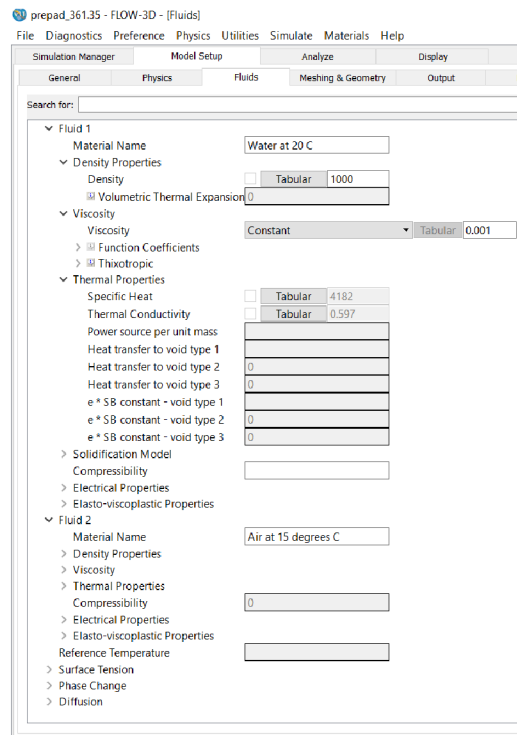 prepad_361.35 - FLOW-3D - [Fluids]
File Diagnostics Preference Physics Utilities Simulate Materials Help
Simulation Manager Model Setup Analyze Display
General Physics Fluids Meshing & Geometry Output
Search for:
Fluid 1
Material Name Water at 20 C
Density Properties
Density Tabular 1000
Volumetric Thermal Expansion 0
Viscosity
Viscosity Constant Tabular 0.001
Function Coefficients
Thixotropic
Thermal Properties
Specific Heat Tabular 4182
Thermal Conductivity Tabular 0.597
Power source per unit mass
Heat transfer to void type 1
Heat transfer to void type 2 0
Heat transfer to void type 3 0
e * SB constant - void type 1
e * SB constant - void type 2 0
e * SB constant - void type 3 0
Solidification Model
Compressibility
Electrical Properties
Elasto-viscoplastic Properties
Fluid 2
Material Name Air at 15 degrees C
Density Properties
Viscosity
Thermal Properties
Compressibility 0
Electrical Properties
Elasto-viscoplastic Properties
Reference Temperature
Surface Tension
Phase Change
Diffusion